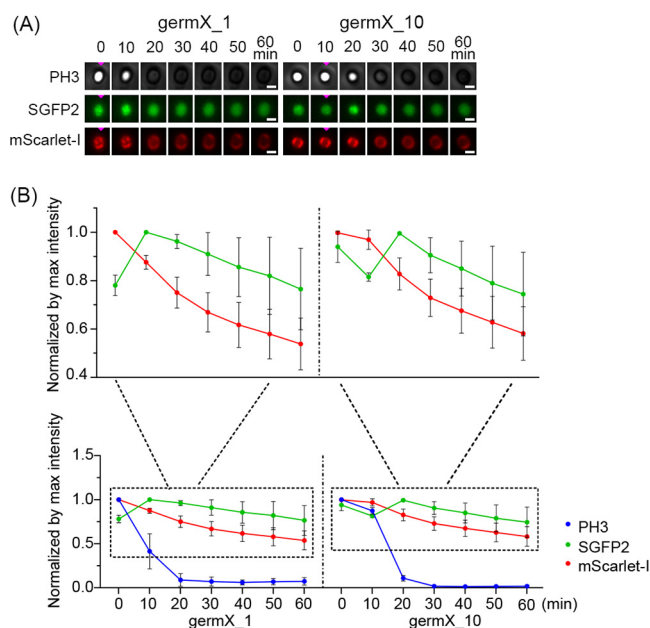 (A)
germX_1 germX_10
0 10 20 30 40 50 60 0 10 20 30 40 50 60
min min
PH3
SGFP2
mScarlet-I
(B)
Normalized by max intensity
1.0
0.8
0.6
0.4
Normalized by max intensity
1.5
1.0
0.5
0.0
PH3
SGFP2
mScarlet-I
0 10 20 30 40 50 60 0 10 20 30 40 50 60 (min)
germX_1 germX_10